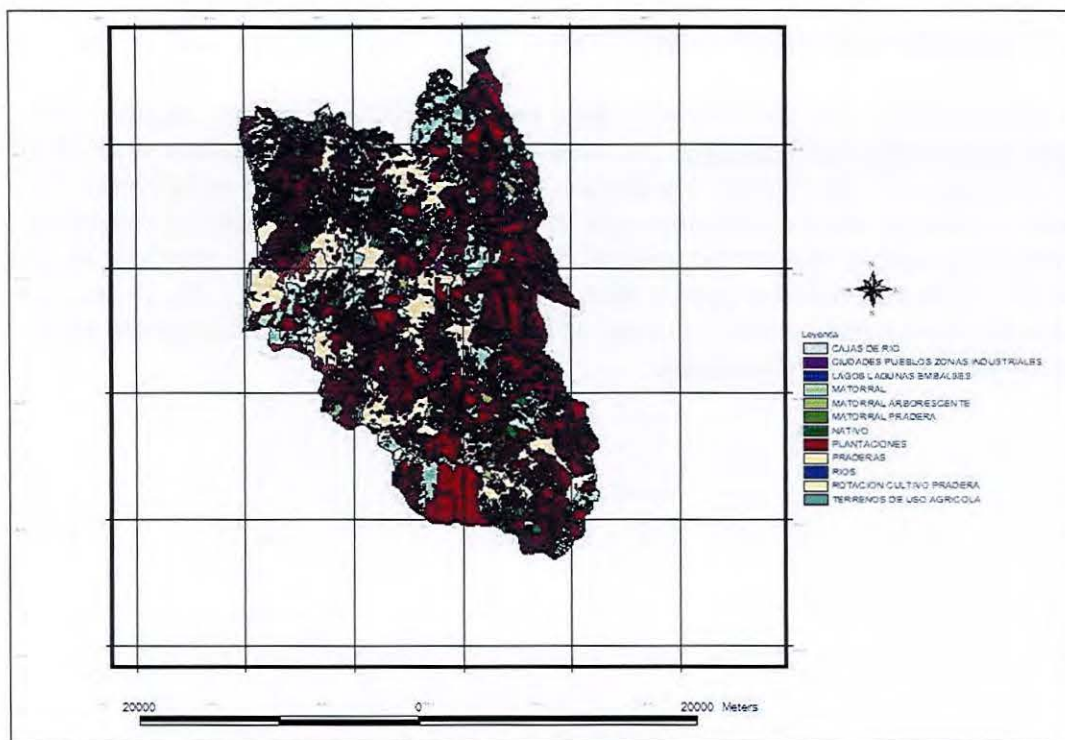 Leyenda
CAJAS DE RIO
CIUDADES PUEBLOS ZONAS INDUSTRIALES
LAGOS LAGUNAS EMBALSES
MATORRAL
MATORRAL ARBORESCENTE
MATORRAL PRADERA
NATIVO
PLANTACIONES
PRADERAS
RIOS
ROTACION CULTIVO PRADERA
TERRENOS DE USO AGRICOLA
20000 0 20000 Meters